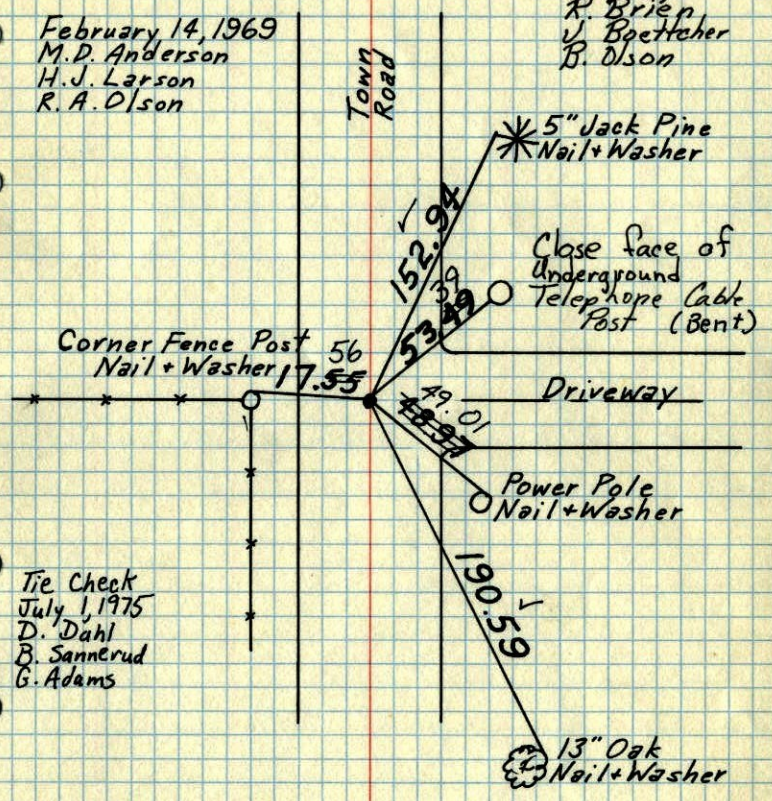 February 14, 1969
M.D. Anderson
H.J. Larson
R.A. Olson
R. Brien
J. Boettcher
B. Olson
Town
Road
5" Jack Pine
Nail + Washer
152.94
Close face of
Underground
Telephone Cable
Post (Bent)
39
53.49
Corner Fence Post
Nail + Washer
56
17.55
49.01
48.97
Driveway
Power Pole
Nail + Washer
190.59
Tie Check
July 1, 1975
D. Dahl
B. Sannerud
G. Adams
13" Oak
Nail + Washer